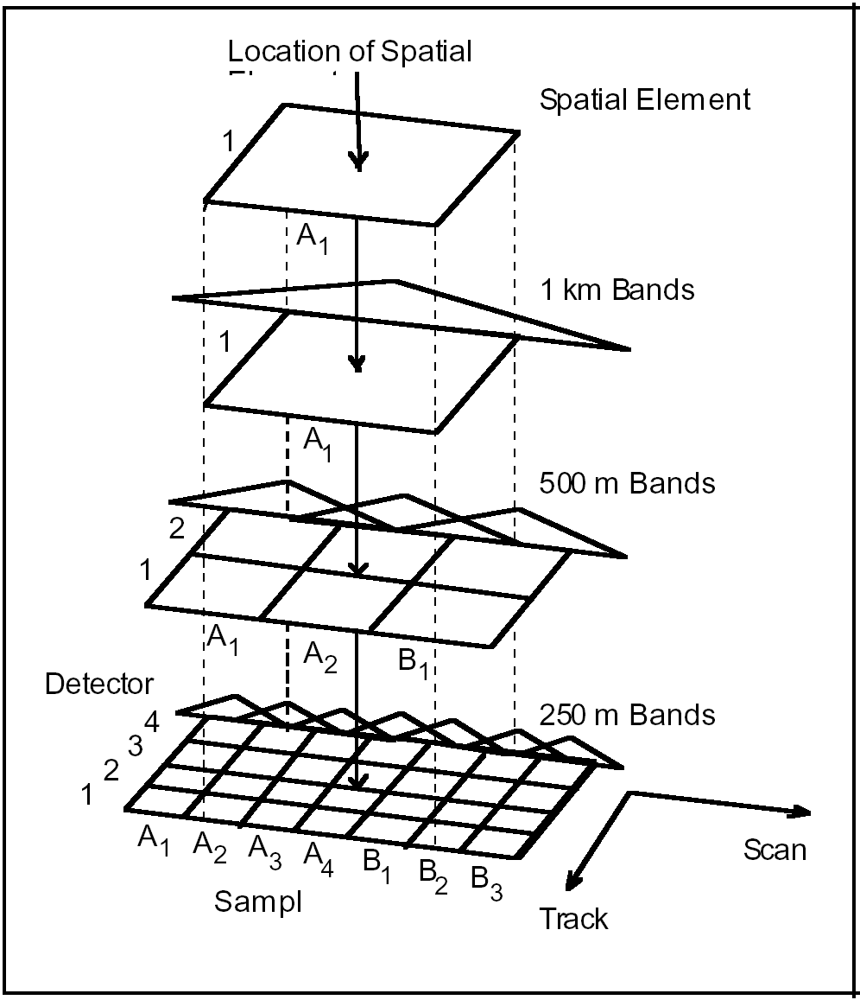 Location of Spatial
Spatial Element
1
A1
1 km Bands
1
A1
500 m Bands
2
1
A1 A2 B1
Detector
250 m Bands
4
3
2
1
A1 A2 A3 A4 B1 B2 B3
Scan
Sampl
Track